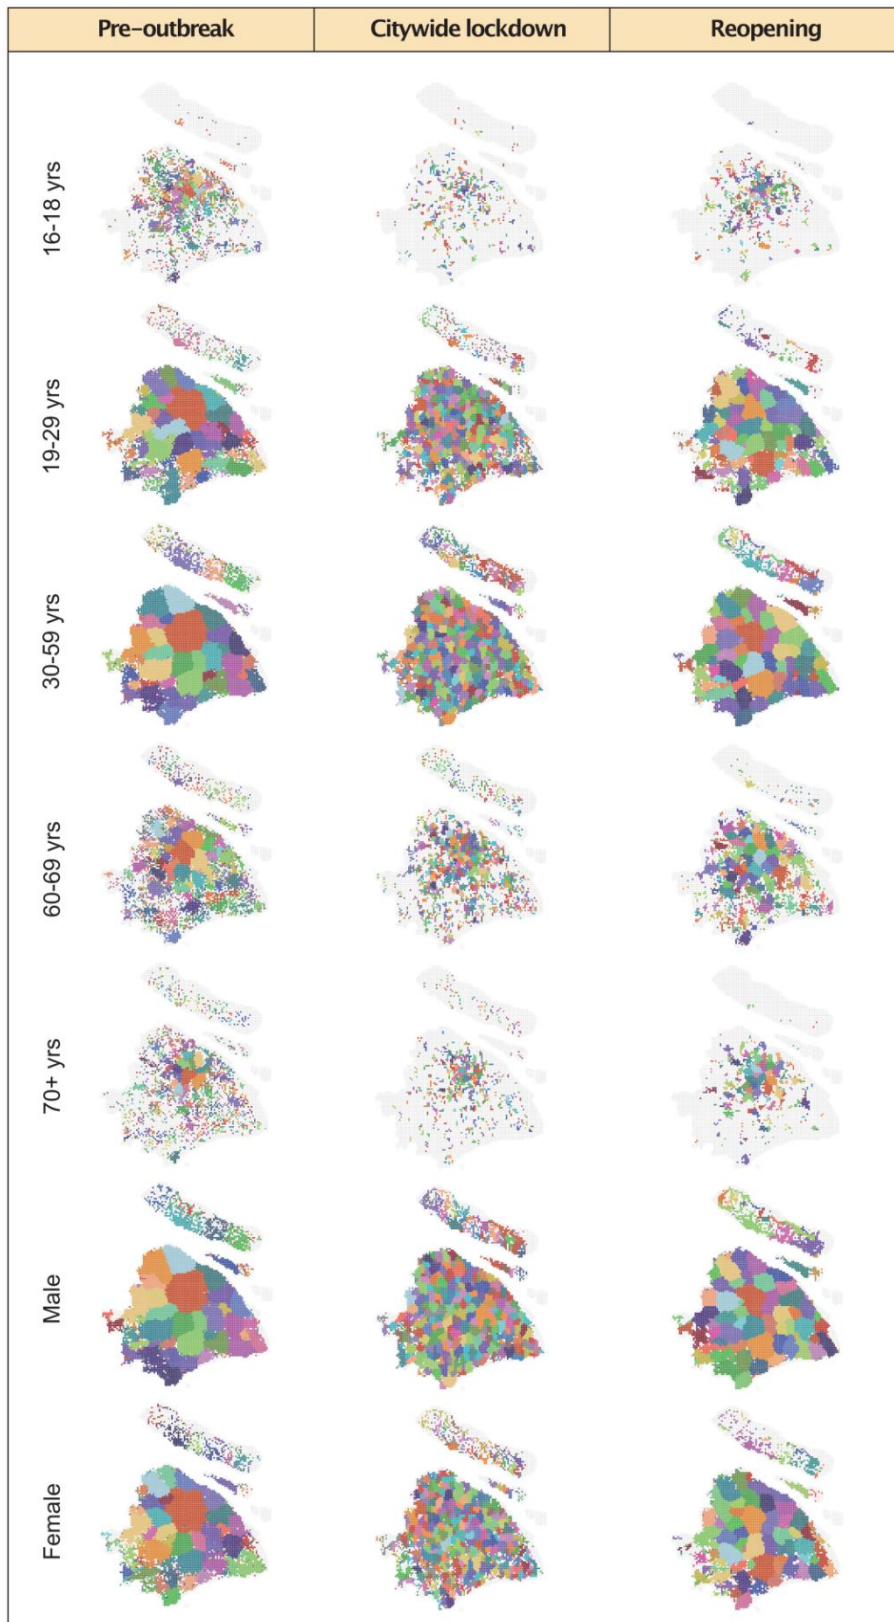 Pre-outbreak
Citywide lockdown
Reopening
16-18 yrs
19-29 yrs
30-59 yrs
60-69 yrs
70+ yrs
Male
Female